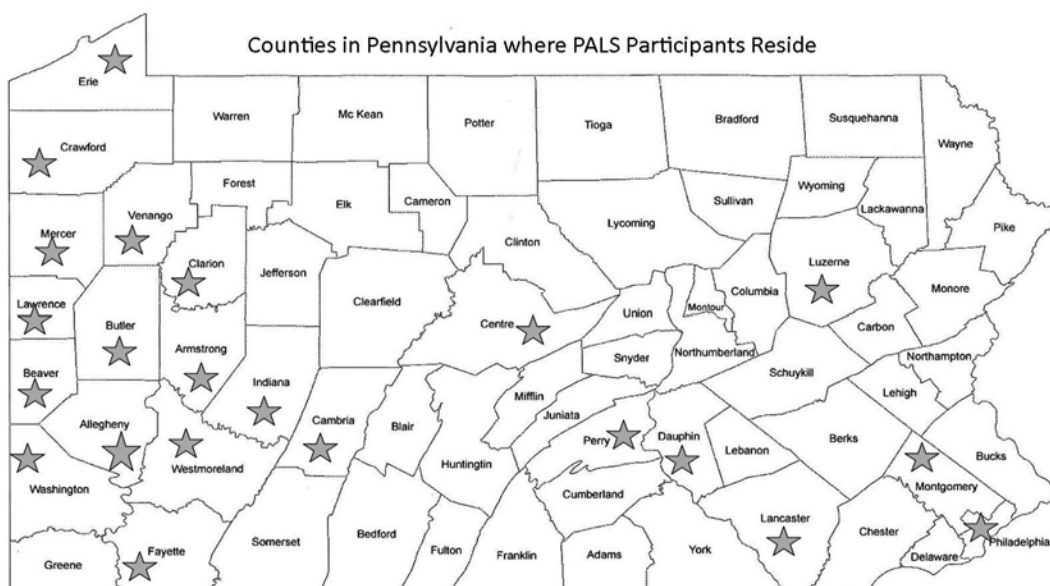 Counties in Pennsylvania where PALS Participants Reside
Erie
Warren
Mc Kean
Potter
Tioga
Bradford
Susquehanna
Wayne
Crawford
Forest
Elk
Cameron
Wyoming
Sullivan
Lackawanna
Venango
Lycoming
Pike
Mercer
Clarion
Jefferson
Clinton
Luzerne
Lawrence
Clearfield
Columbia
Monore
Butler
Centre
Union
Montour
Carbon
Armstrong
Snyder
Northumberland
Northampton
Beaver
Indiana
Schuykill
Lehigh
Mifflin
Juniata
Cambria
Blair
Allegheny
Perry
Dauphin
Lebanon
Berks
Bucks
Westmoreland
Huntinglin
Washington
Cumberland
Montgomery
Lancaster
Somerset
Bedford
Chester
Philadelphia
Greene
Fayette
Fulton
Franklin
Adams
York
Delaware